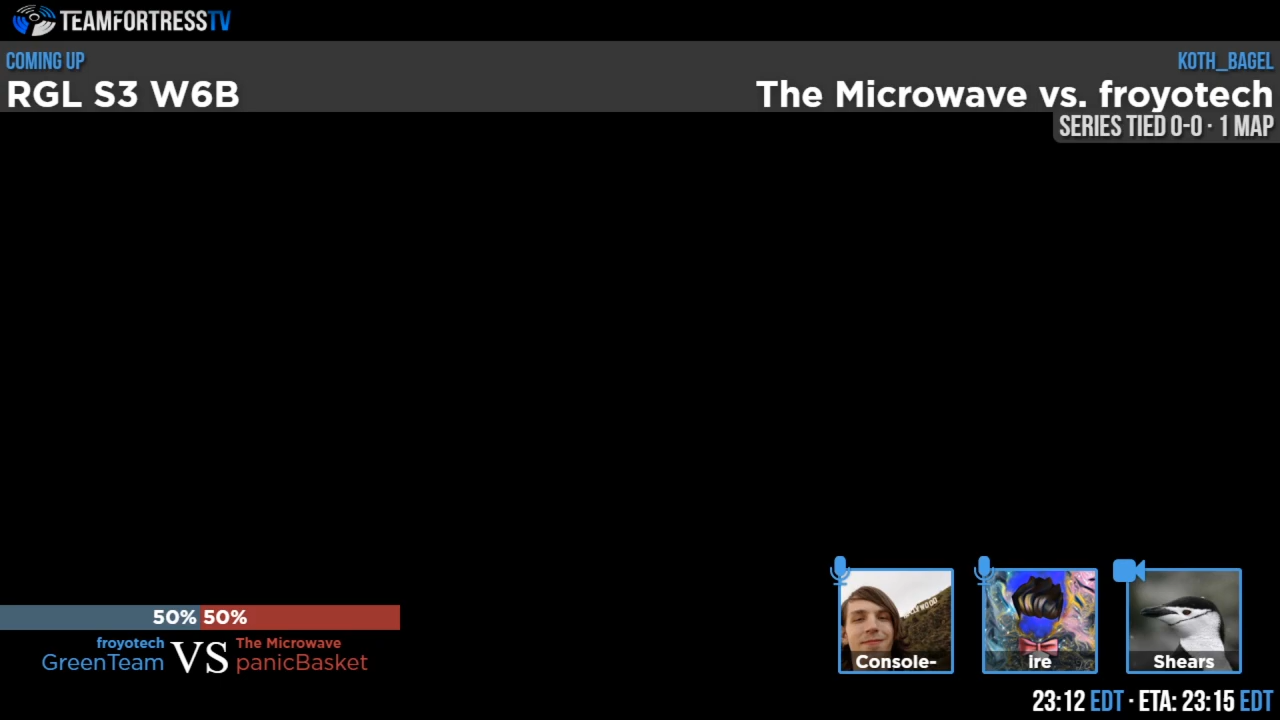 TEAMFORTRESSTV
COMING UP
KOTH_BAGEL
RGL S3 W6B
The Microwave vs. froyotech
SERIES TIED 0-0 · 1 MAP
50% 50%
froyotech
GreenTeam
VS
The Microwave
panicBasket
Console-
Ire
Shears
23:12 EDT · ETA: 23:15 EDT